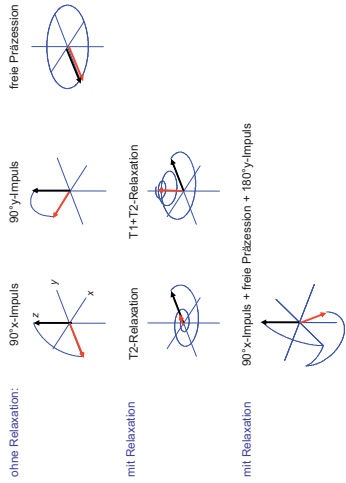 ohne Relaxation:
90°x-Impuls
90°y-Impuls
freie Präzession
z
y
x
mit Relaxation
T2-Relaxation
T1+T2-Relaxation
mit Relaxation
90°x-Impuls + freie Präzession + 180°y-Impuls